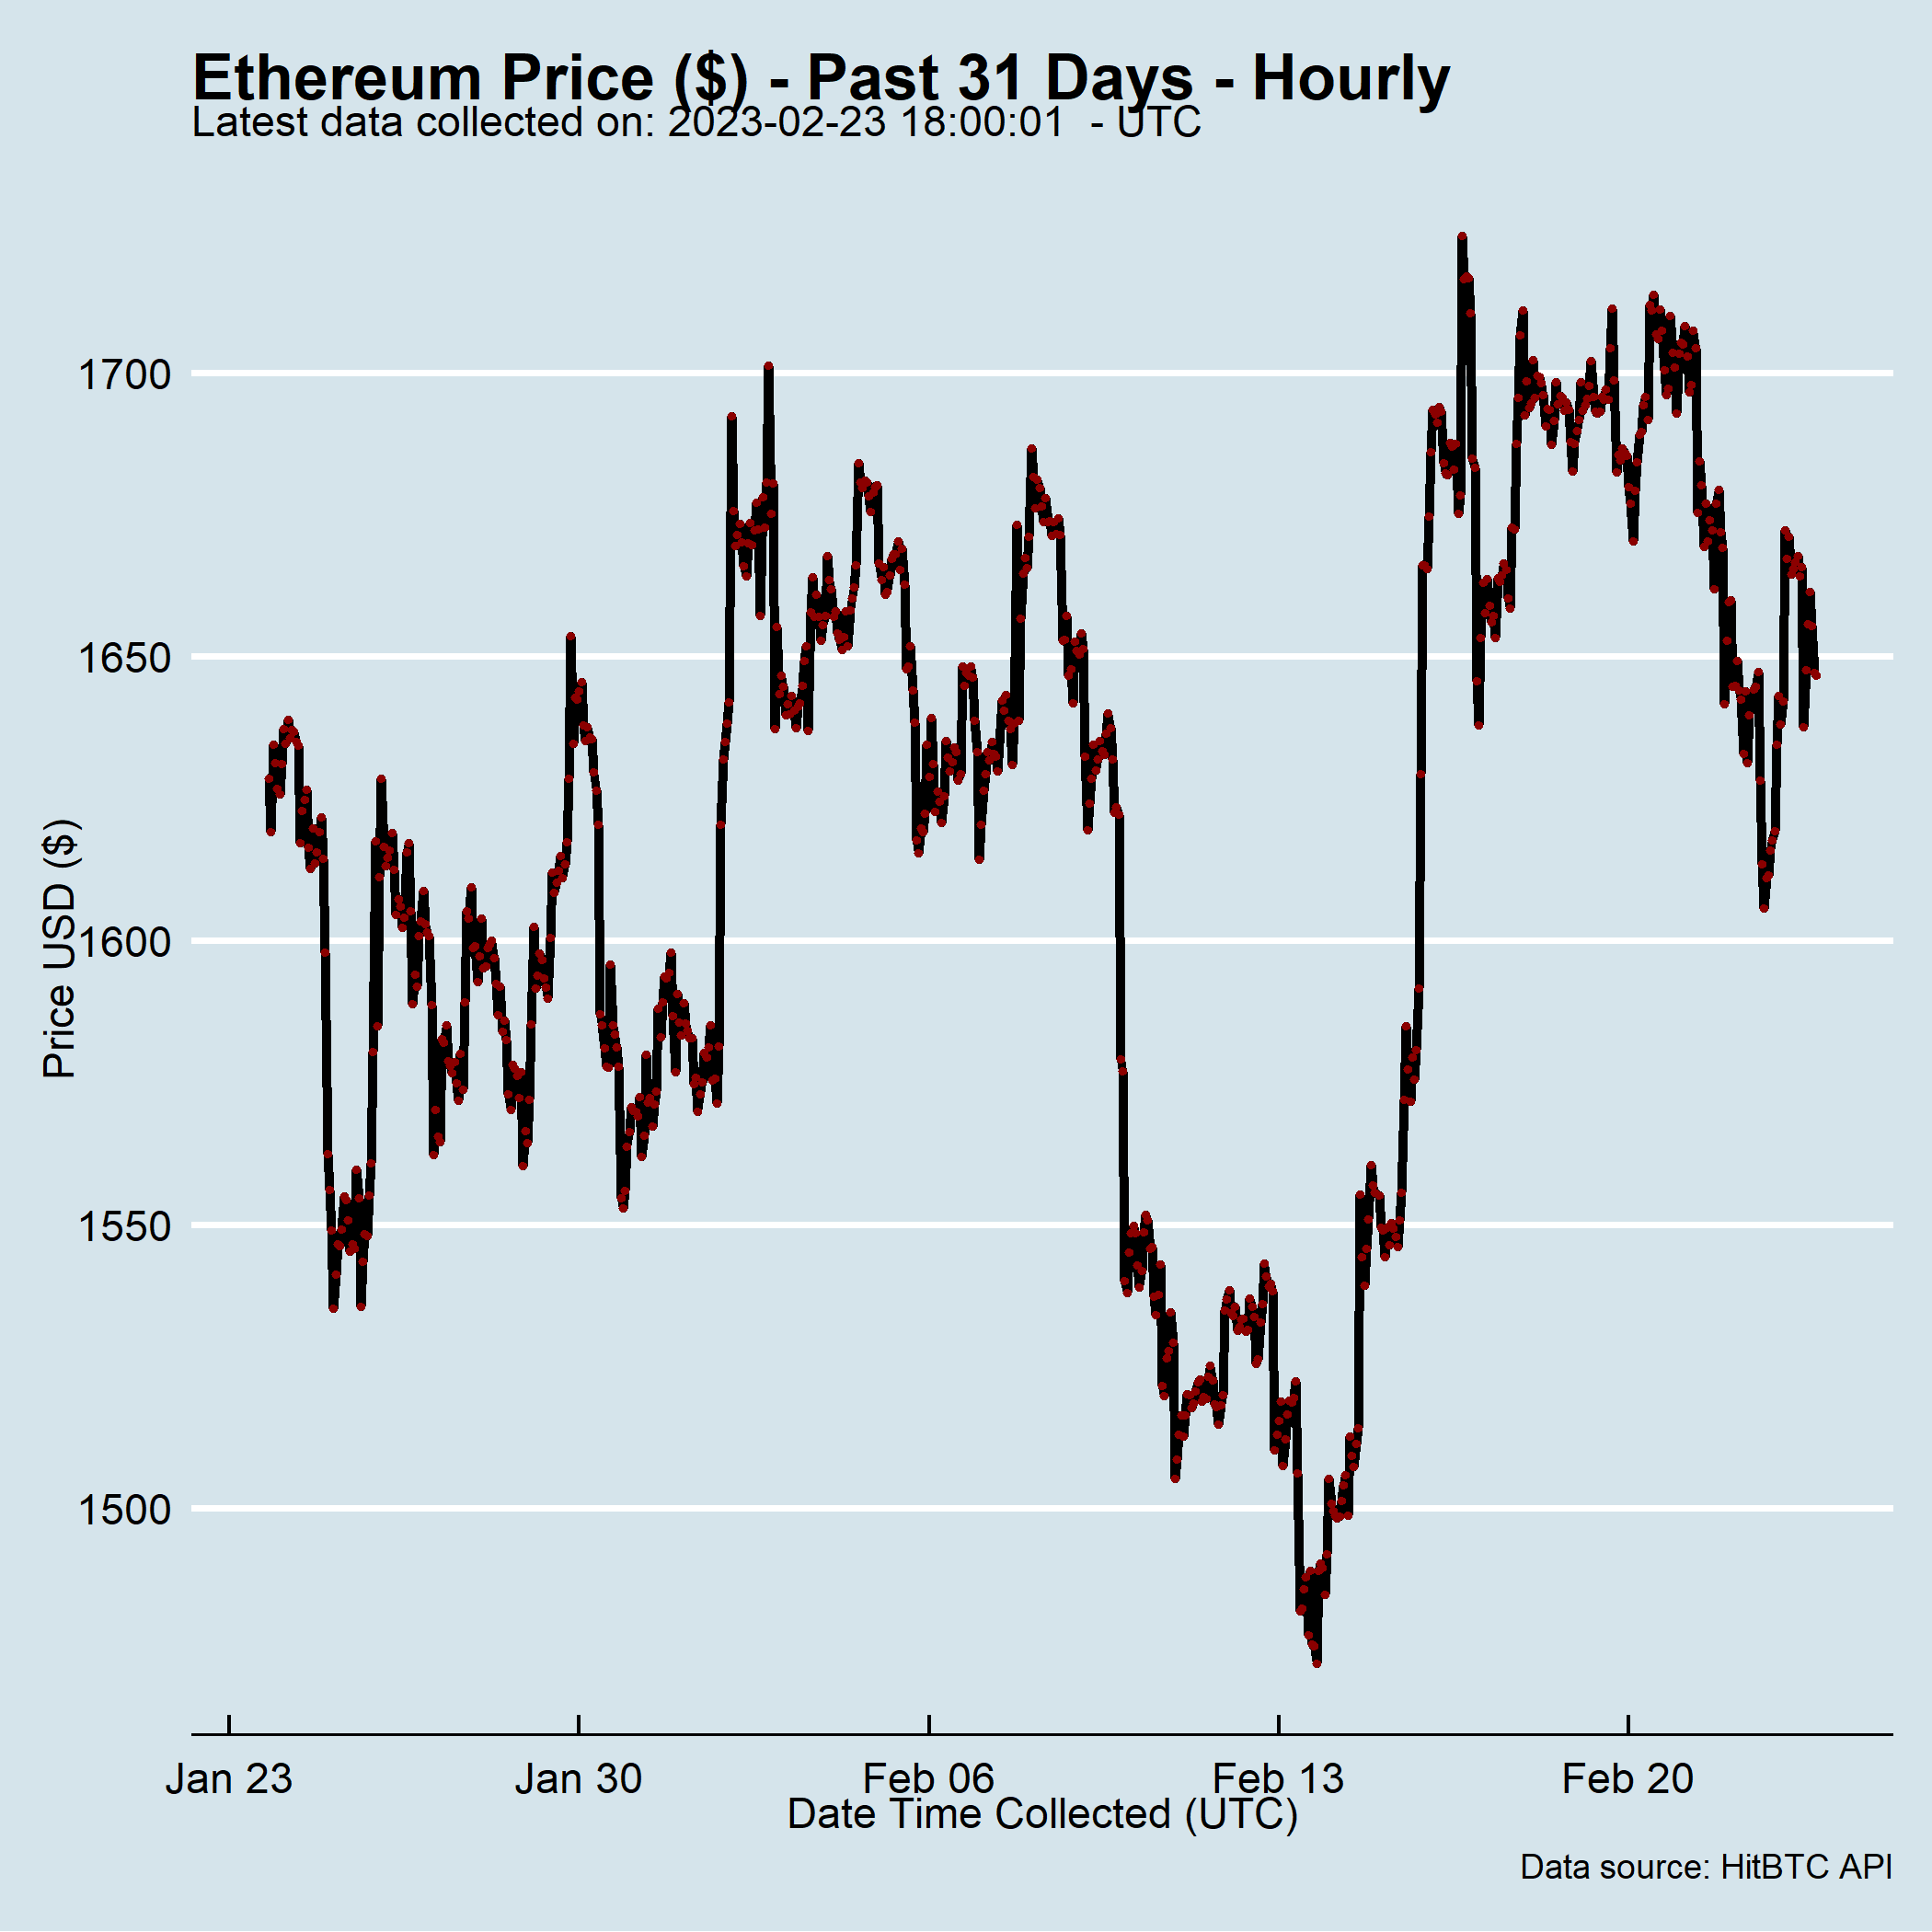 Ethereum Price ($) - Past 31 Days - Hourly
Latest data collected on: 2023-02-23 18:00:01  - UTC
Price USD ($)
1700
1650
1600
1550
1500
Jan 23
Jan 30
Feb 06
Feb 13
Feb 20
Date Time Collected (UTC)
Data source: HitBTC API